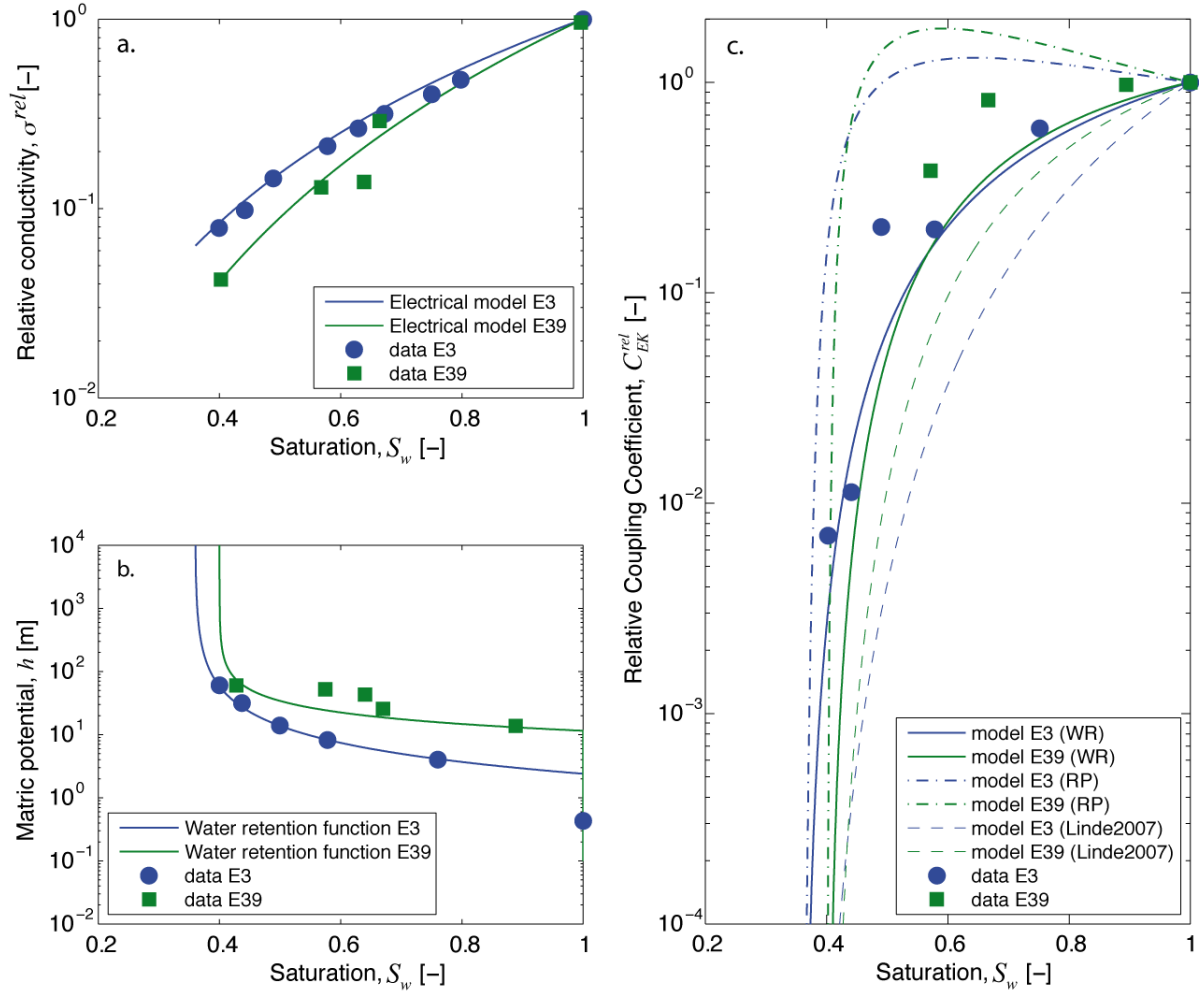 a.
Relative conductivity, σ^rel [–]
10^0
10^-1
10^-2
0.2 0.4 0.6 0.8 1
Saturation, S_w [–]
Electrical model E3
Electrical model E39
data E3
data E39
b.
Matric potential, h [m]
10^4
10^3
10^2
10^1
10^0
10^-1
10^-2
0.2 0.4 0.6 0.8 1
Saturation, S_w [–]
Water retention function E3
Water retention function E39
data E3
data E39
c.
Relative Coupling Coefficient, C_EK^rel [–]
10^0
10^-1
10^-2
10^-3
10^-4
0.2 0.4 0.6 0.8 1
Saturation, S_w [–]
model E3 (WR)
model E39 (WR)
model E3 (RP)
model E39 (RP)
model E3 (Linde2007)
model E39 (Linde2007)
data E3
data E39